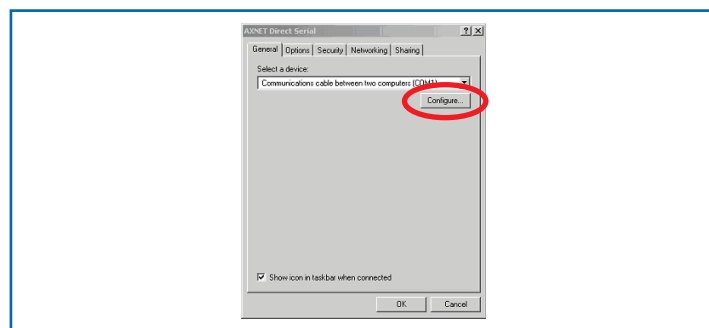 AXNET Direct Serial
General Options Security Networking Sharing
Select a device:
Communications cable between two computers (COM1)
Configure...
Show icon in taskbar when connected
OK Cancel